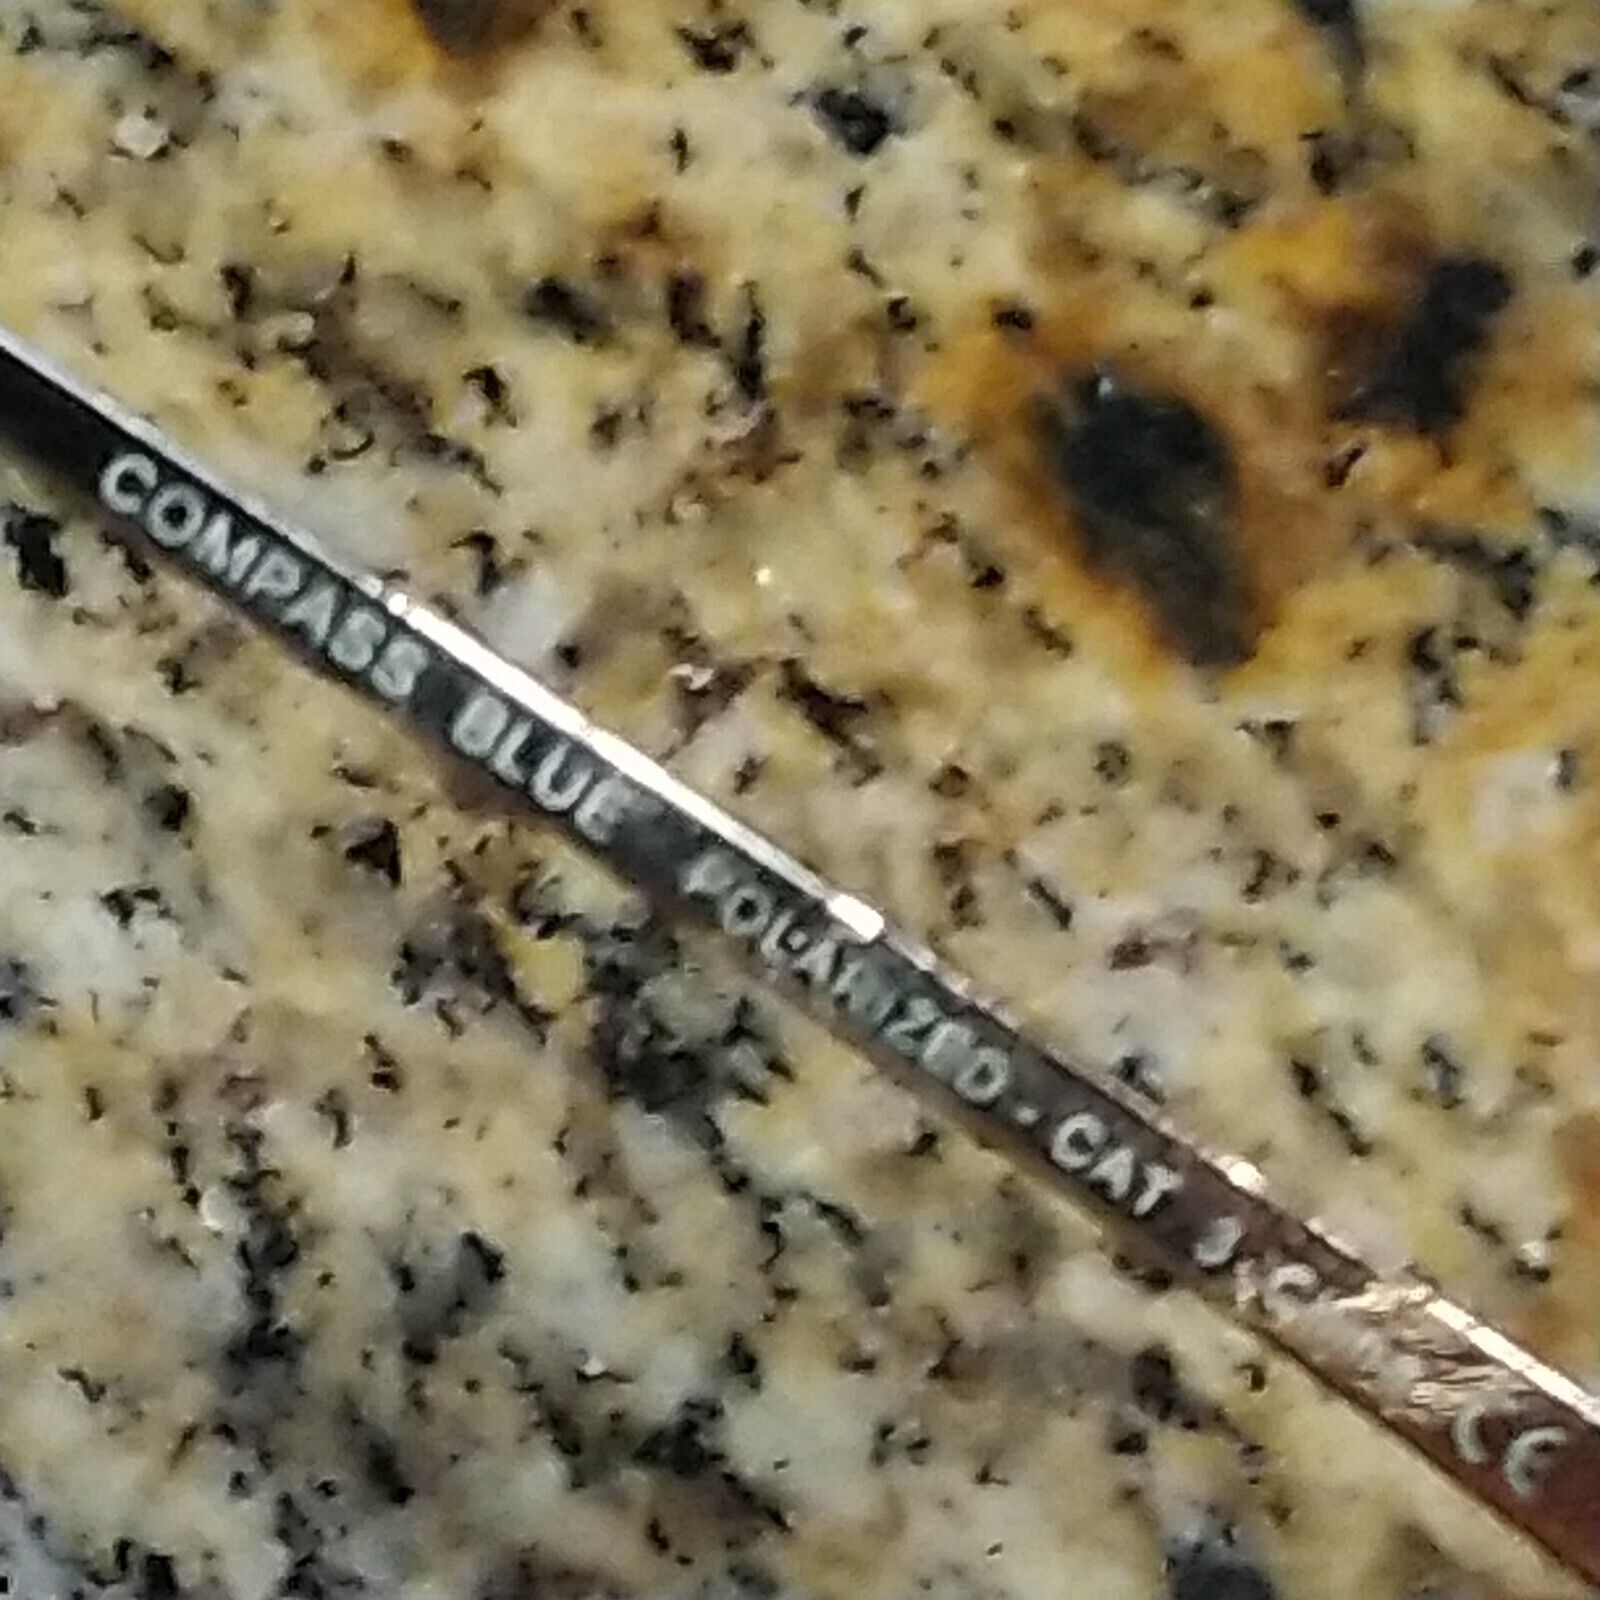 COMPASS BLUE POLARIZED - CAT 3 CE